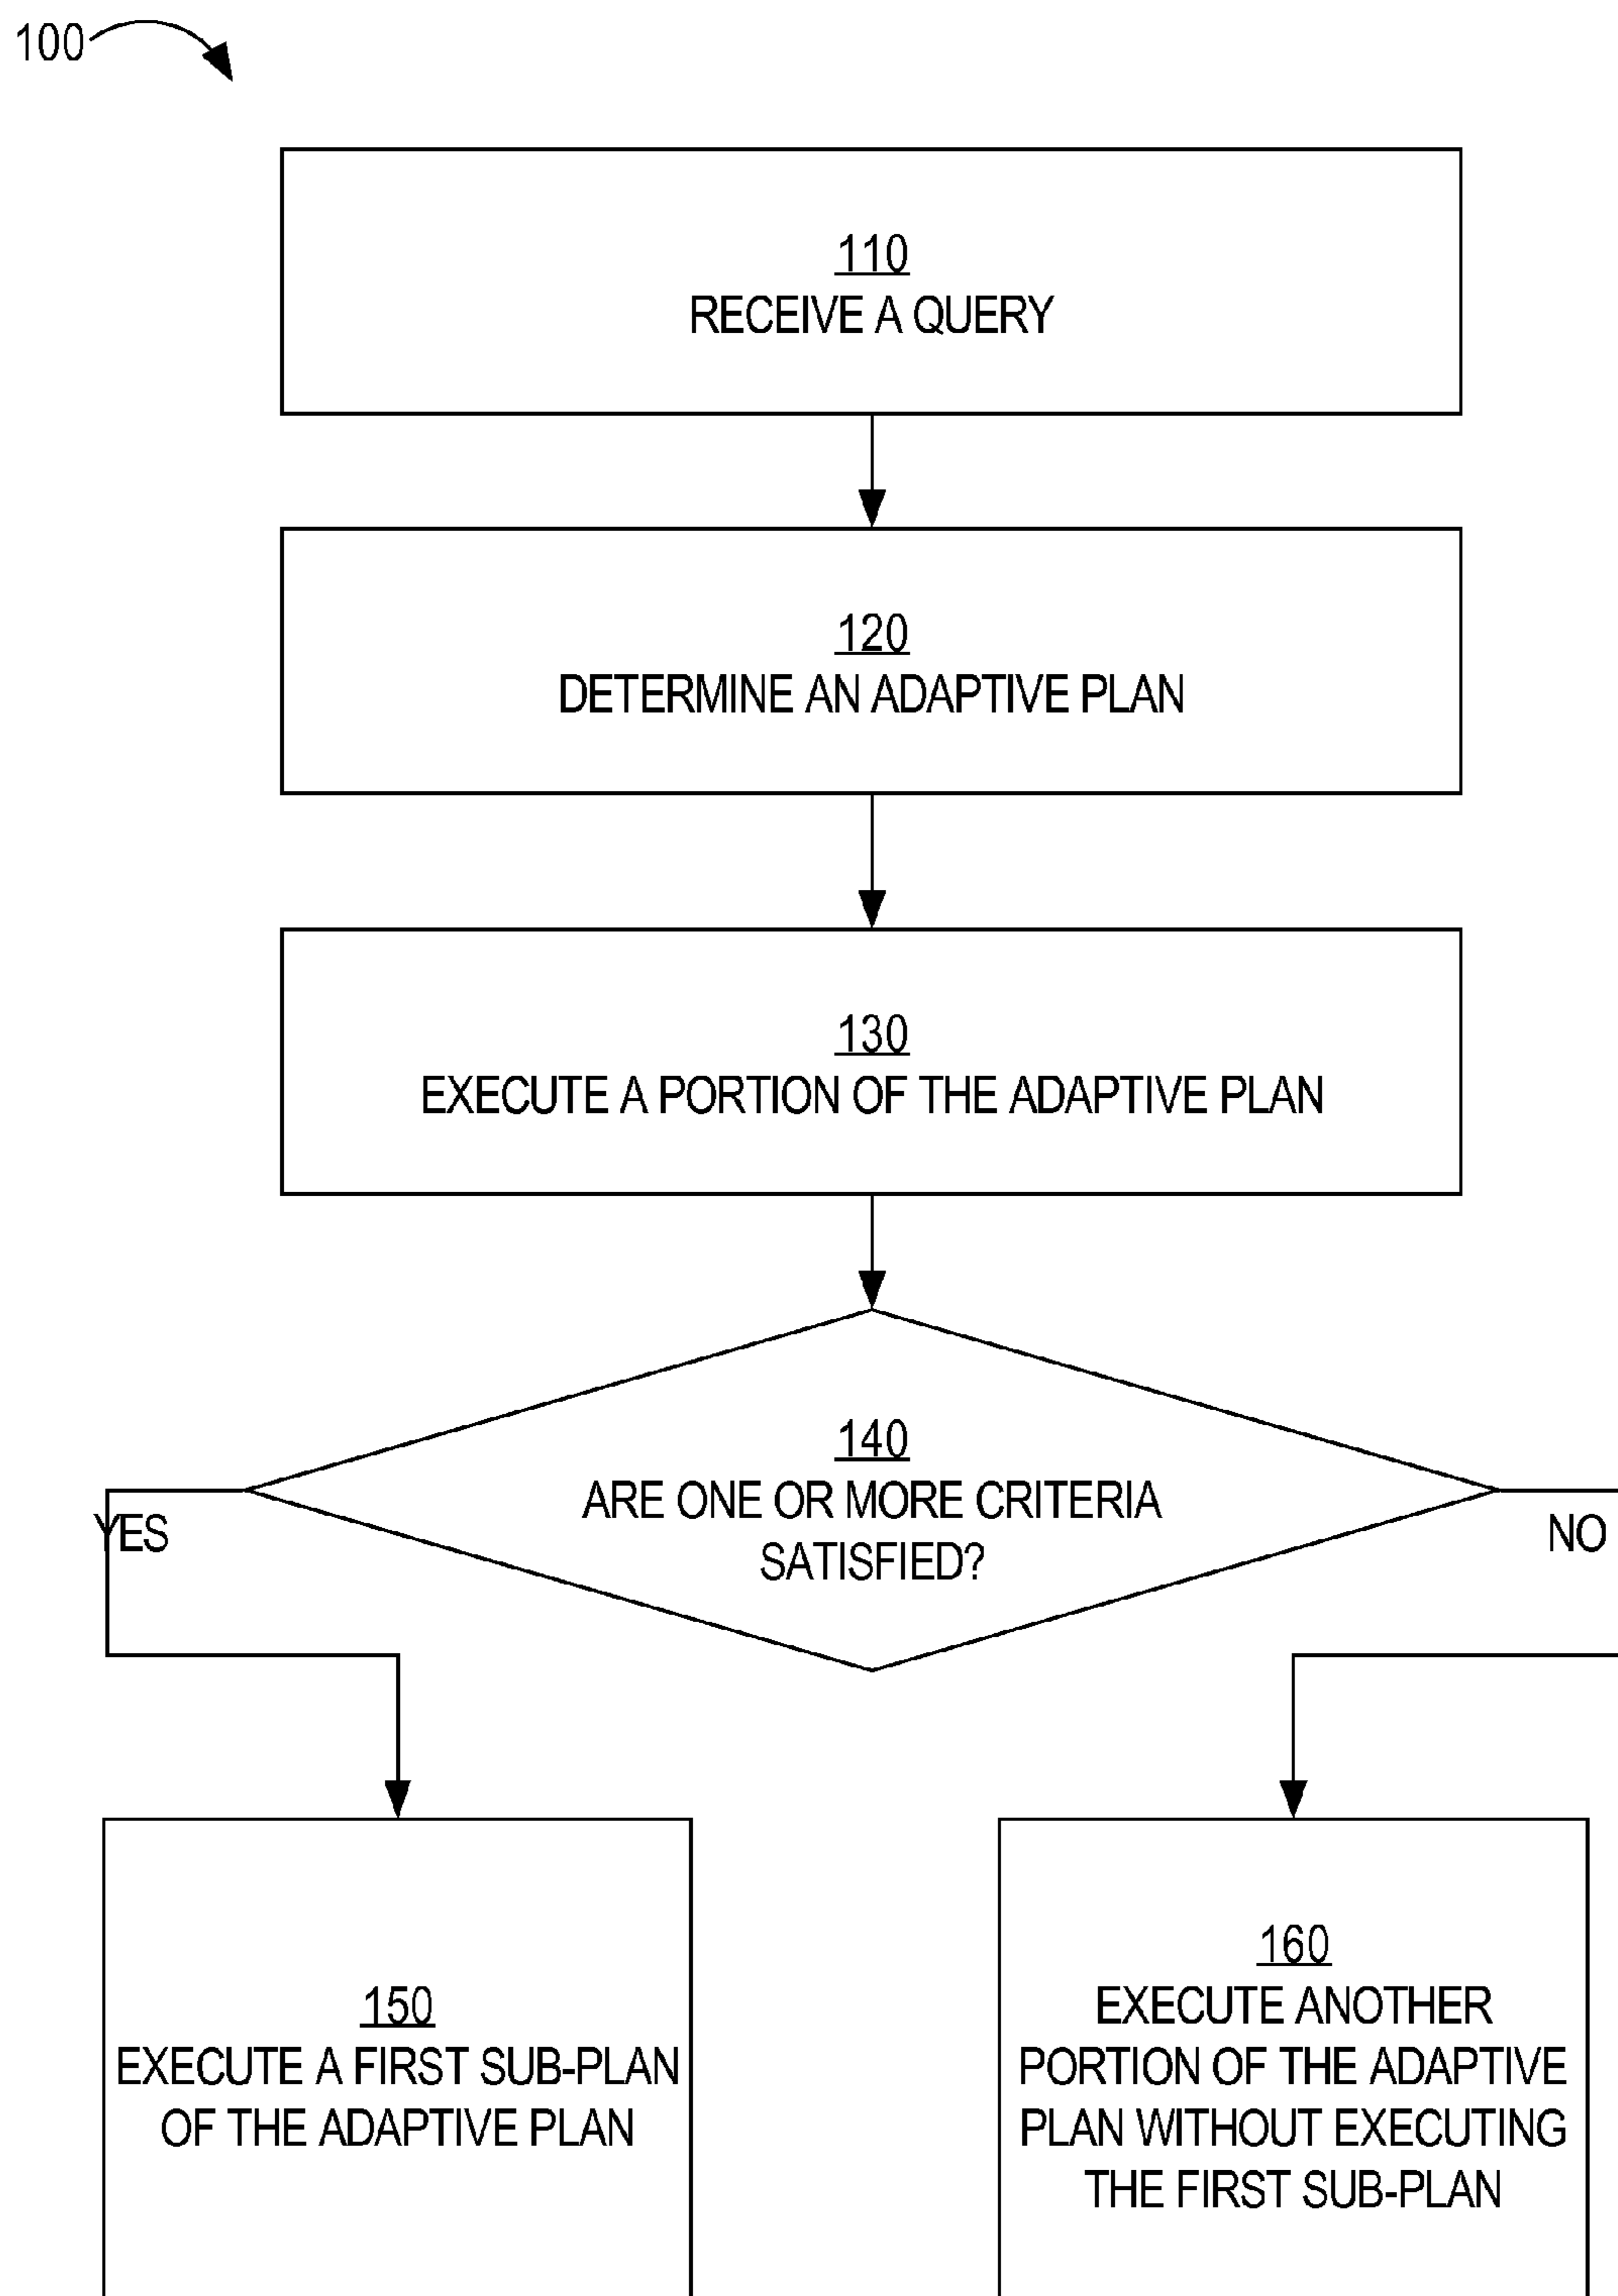 100
110
RECEIVE A QUERY
120
DETERMINE AN ADAPTIVE PLAN
130
EXECUTE A PORTION OF THE ADAPTIVE PLAN
140
ARE ONE OR MORE CRITERIA
SATISFIED?
YES
NO
150
EXECUTE A FIRST SUB-PLAN
OF THE ADAPTIVE PLAN
160
EXECUTE ANOTHER
PORTION OF THE ADAPTIVE
PLAN WITHOUT EXECUTING
THE FIRST SUB-PLAN